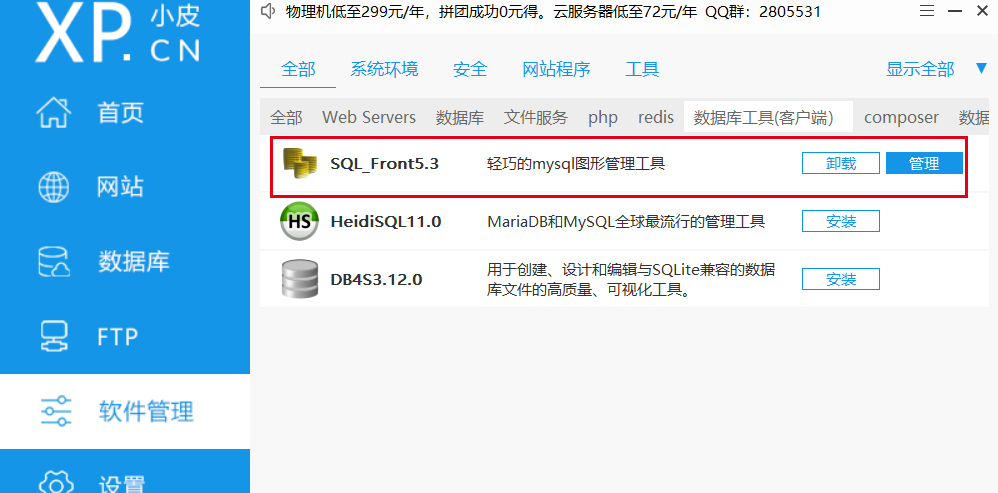 物理机低至299元/年，拼团成功0元得。云服务器低至72元/年 QQ群：2805531
XP.CN 小皮
首页
网站
数据库
FTP
软件管理
设置
全部 系统环境 安全 网站程序 工具 显示全部 ▼
全部 Web Servers 数据库 文件服务 php redis 数据库工具(客户端) composer 数据
SQL_Front5.3 轻巧的mysql图形管理工具 卸载 管理
HS HeidiSQL11.0 MariaDB和MySQL全球最流行的管理工具 安装
DB4S3.12.0 用于创建、设计和编辑与SQLite兼容的数据 安装
库文件的高质量、可视化工具。